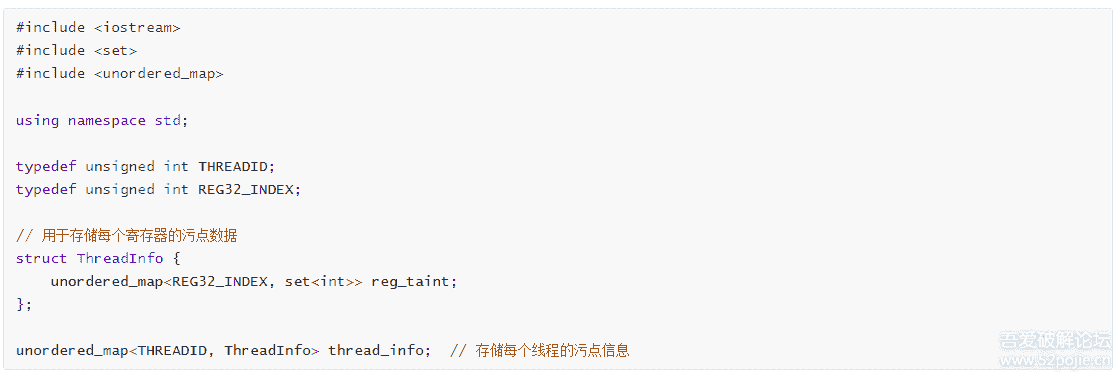 #include <iostream>
#include <set>
#include <unordered_map>
using namespace std;
typedef unsigned int THREADID;
typedef unsigned int REG32_INDEX;
// 用于存储每个寄存器的污点数据
struct ThreadInfo {
    unordered_map<REG32_INDEX, set<int>> reg_taint;
};
unordered_map<THREADID, ThreadInfo> thread_info;  // 存储每个线程的污点信息
吾爱破解论坛
www.52pojie.cn